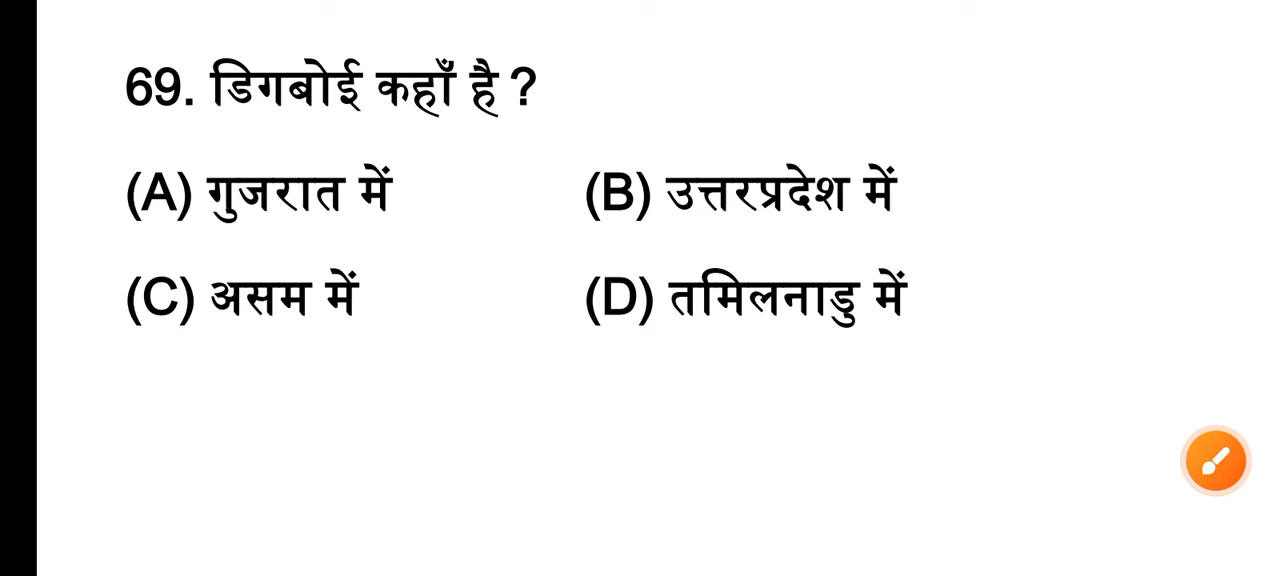 69. डिगबोई कहाँ है ?
(A) गुजरात में (B) उत्तरप्रदेश में
(C) असम में (D) तमिलनाडु में